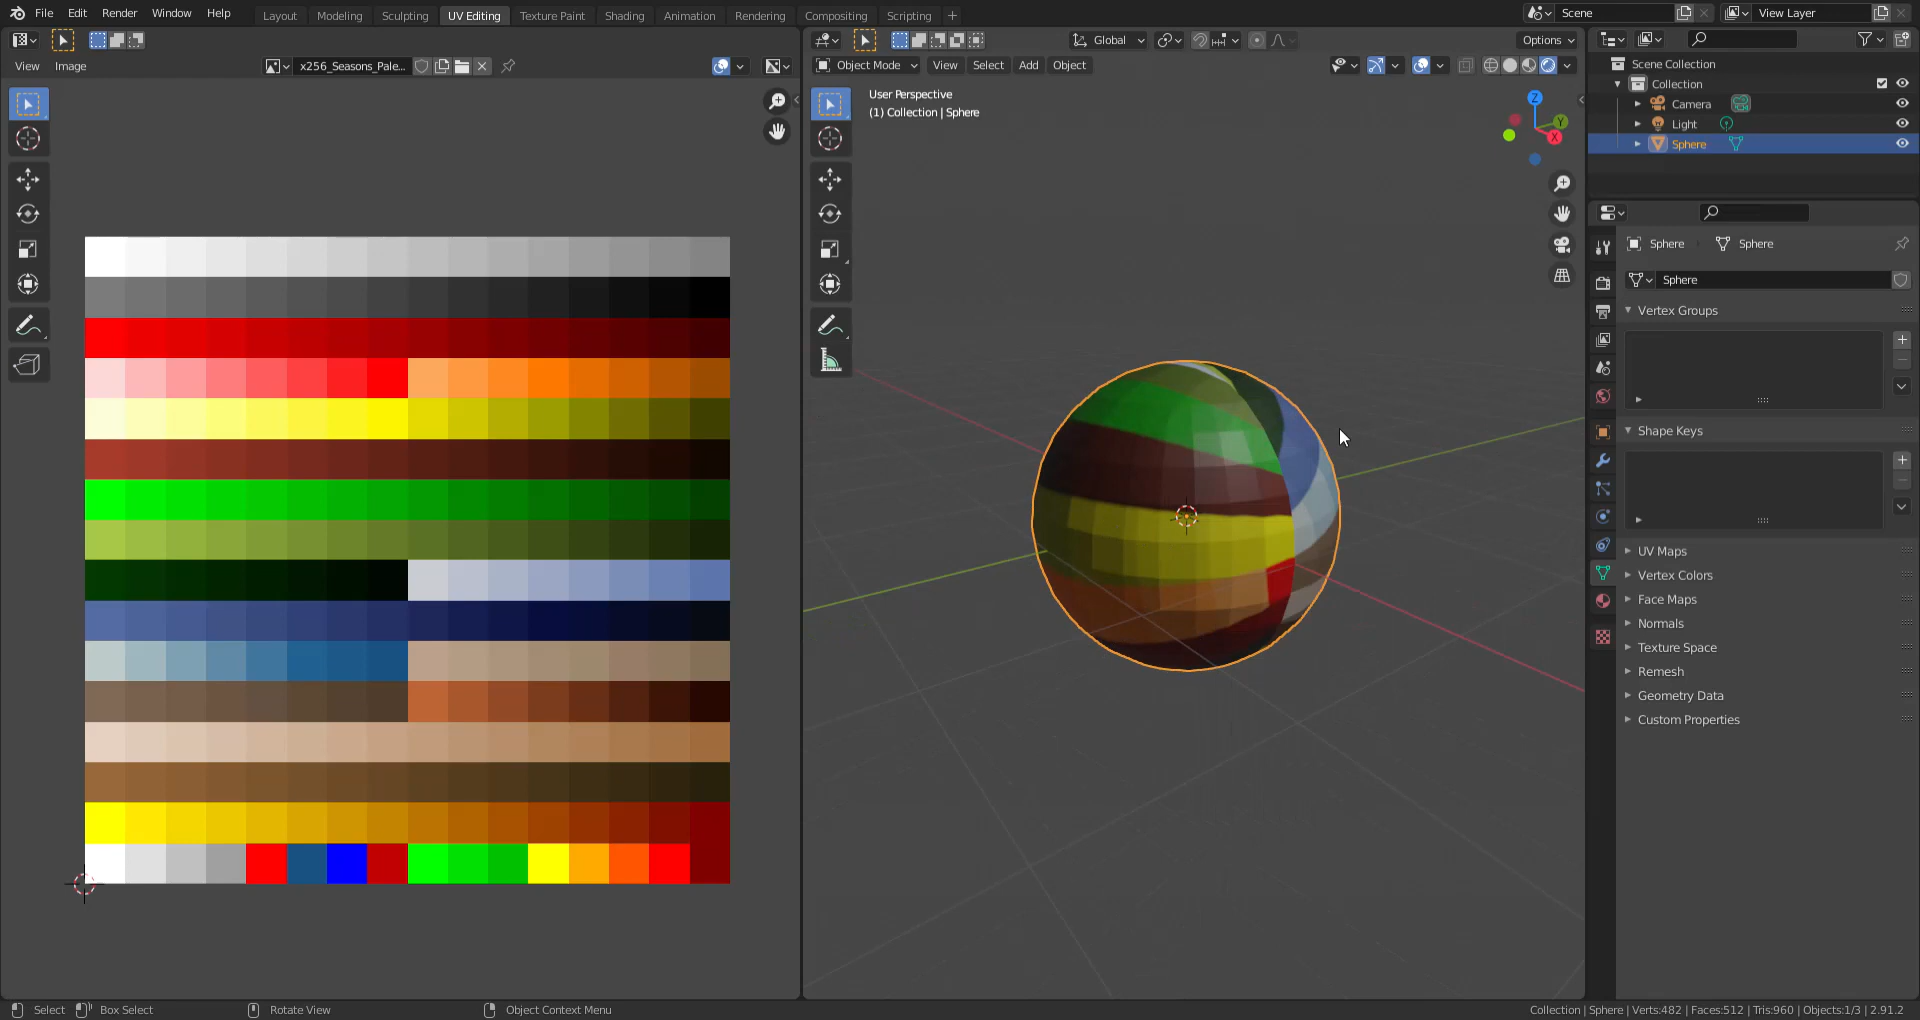 File Edit Render Window Help Layout Modeling Sculpting UV Editing Texture Paint Shading Animation Rendering Compositing Scripting + Scene View Layer
Global Options
View Image x256_Seasons_Pale... Object Mode View Select Add Object
Scene Collection
User Perspective
Collection
(1) Collection | Sphere
Camera
Light
Sphere
Z
Y
X
Sphere Sphere
Sphere
Vertex Groups
Shape Keys
UV Maps
Vertex Colors
Face Maps
Normals
Texture Space
Remesh
Geometry Data
Custom Properties
Select Box Select Rotate View Object Context Menu Collection | Sphere | Verts:482 | Faces:512 | Tris:960 | Objects:1/3 | 2.91.2